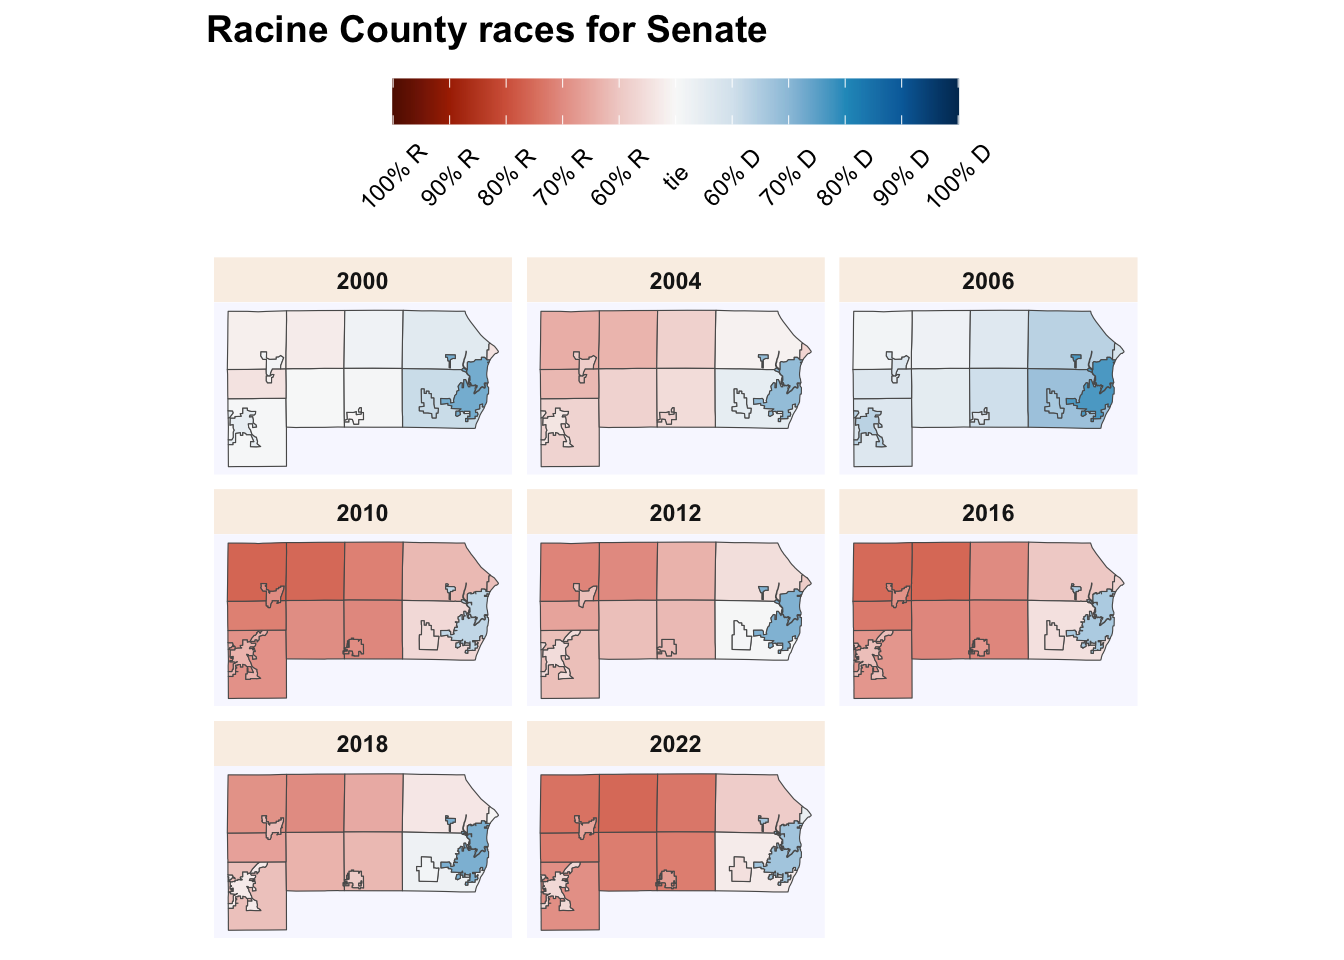 Racine County races for Senate
100% R
90% R
80% R
70% R
60% R
tie
60% D
70% D
80% D
90% D
100% D
2000
2004
2006
2010
2012
2016
2018
2022